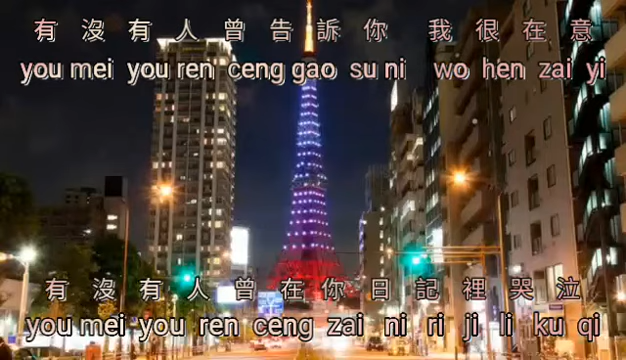 有 沒 有 人 曾 告 訴 你 我 很 在 意
you mei you ren ceng gao su ni wo hen zai yi
有 沒 有 人 曾 在 你 日 記 裡 哭 泣
you mei you ren ceng zai ni ri ji li ku qi